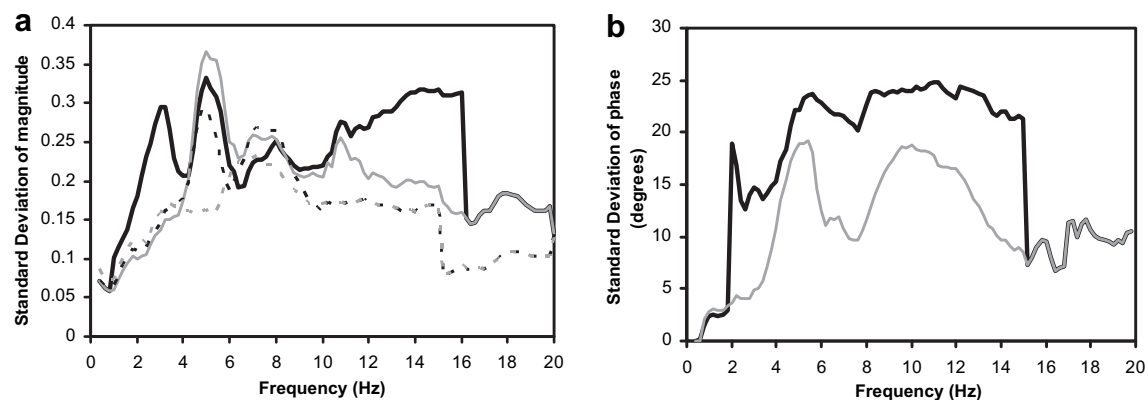 a
0.4
0.35
0.3
0.25
0.2
0.15
0.1
0.05
0
Standard Deviation of magnitude
0 2 4 6 8 10 12 14 16 18 20
Frequency (Hz)
b
30
25
20
15
10
5
0
Standard Deviation of phase
(degrees)
0 2 4 6 8 10 12 14 16 18 20
Frequency (Hz)